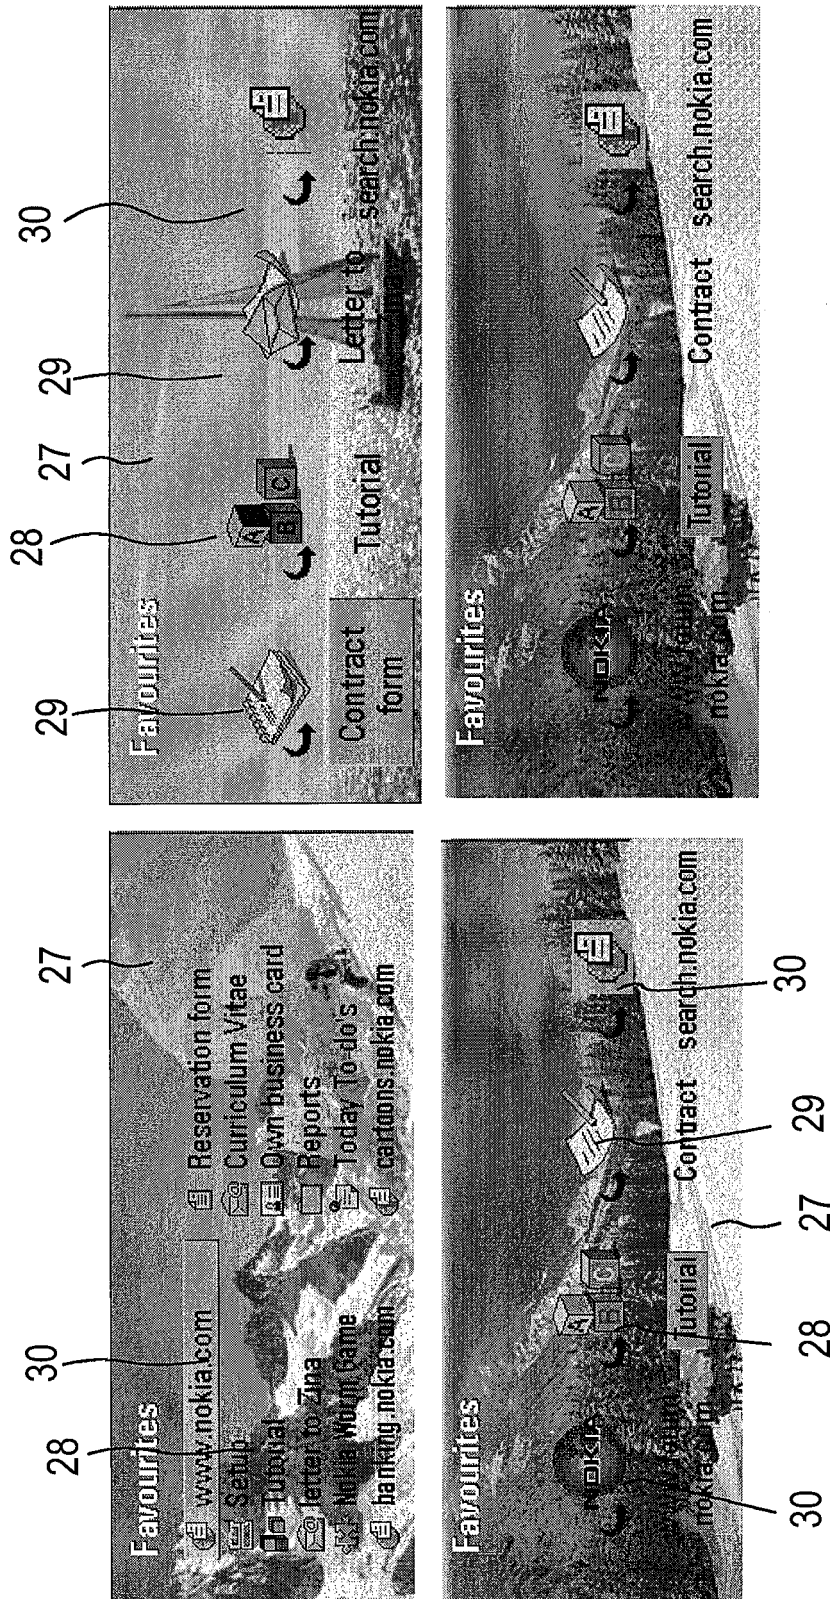 28
30
27
Favourites
www.nokia.com
Setup
Tutorial
letter to Zina
Nokia Worm Game
banking.nokia.com
Reservation form
Curiculum Vitae
Own business card
Reports
Today To-do's
cartoons.nokia.com
29
28
27
29
30
Favourites
A B C
Contract form
Tutorial
Letter to
search.nokia.com
Favourites
NOKIA
A B C
nokia.com
Tutorial
Contract
search.nokia.com
30
28
27
29
30
Favourites
NOKIA
A B C
nokia.com
Tutorial
Contract
search.nokia.com